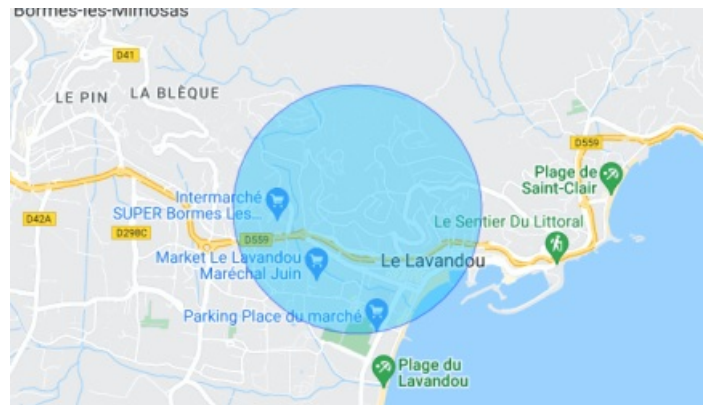 Bormes-les-Mimosas
D41
LE PIN
LA BLÈQUE
D559
Plage de
Saint-Clair
Intermarché
SUPER Bormes Les...
D42A
D298C
D559
Le Sentier Du Littoral
Market Le Lavandou
Maréchal Juin
Le Lavandou
Parking Place du marché
Plage du
Lavandou